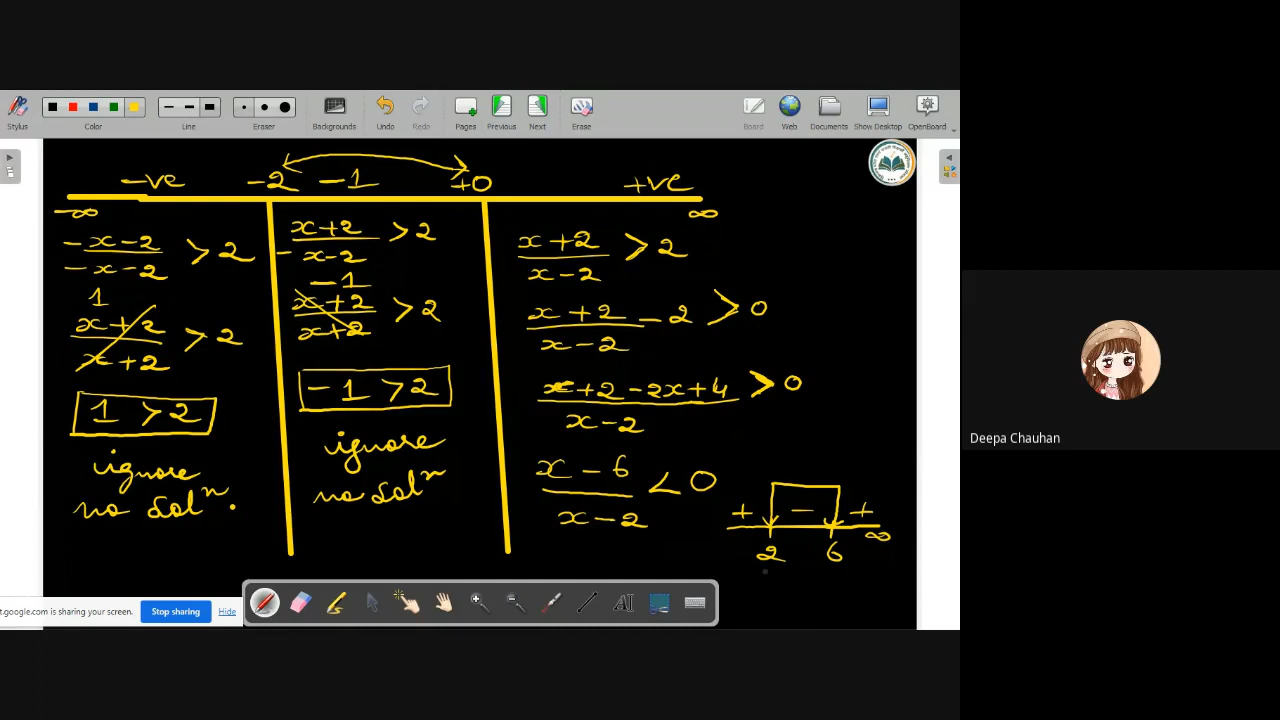 Stylus
Color
Line
Eraser
Backgrounds
Undo
Redo
Pages
Previous
Next
Erase
Board
Web
Documents
Show Desktop
OpenBoard
-ve -2 -1 +0 +ve
-∞ ∞
-x-2 / -x-2 > 2
1
x+2 / x+2 > 2
1 > 2
ignore
no solⁿ.
x+2 / -x-2 > 2
-1
x+2 / x+2 > 2
-1 > 2
ignore
no solⁿ
x+2 / x-2 > 2
x+2 / x-2 - 2 > 0
x+2-2x+4 / x-2 > 0
x-6 / x-2 < 0
+ - +
2 6 ∞
t.google.com is sharing your screen. Stop sharing Hide
Deepa Chauhan